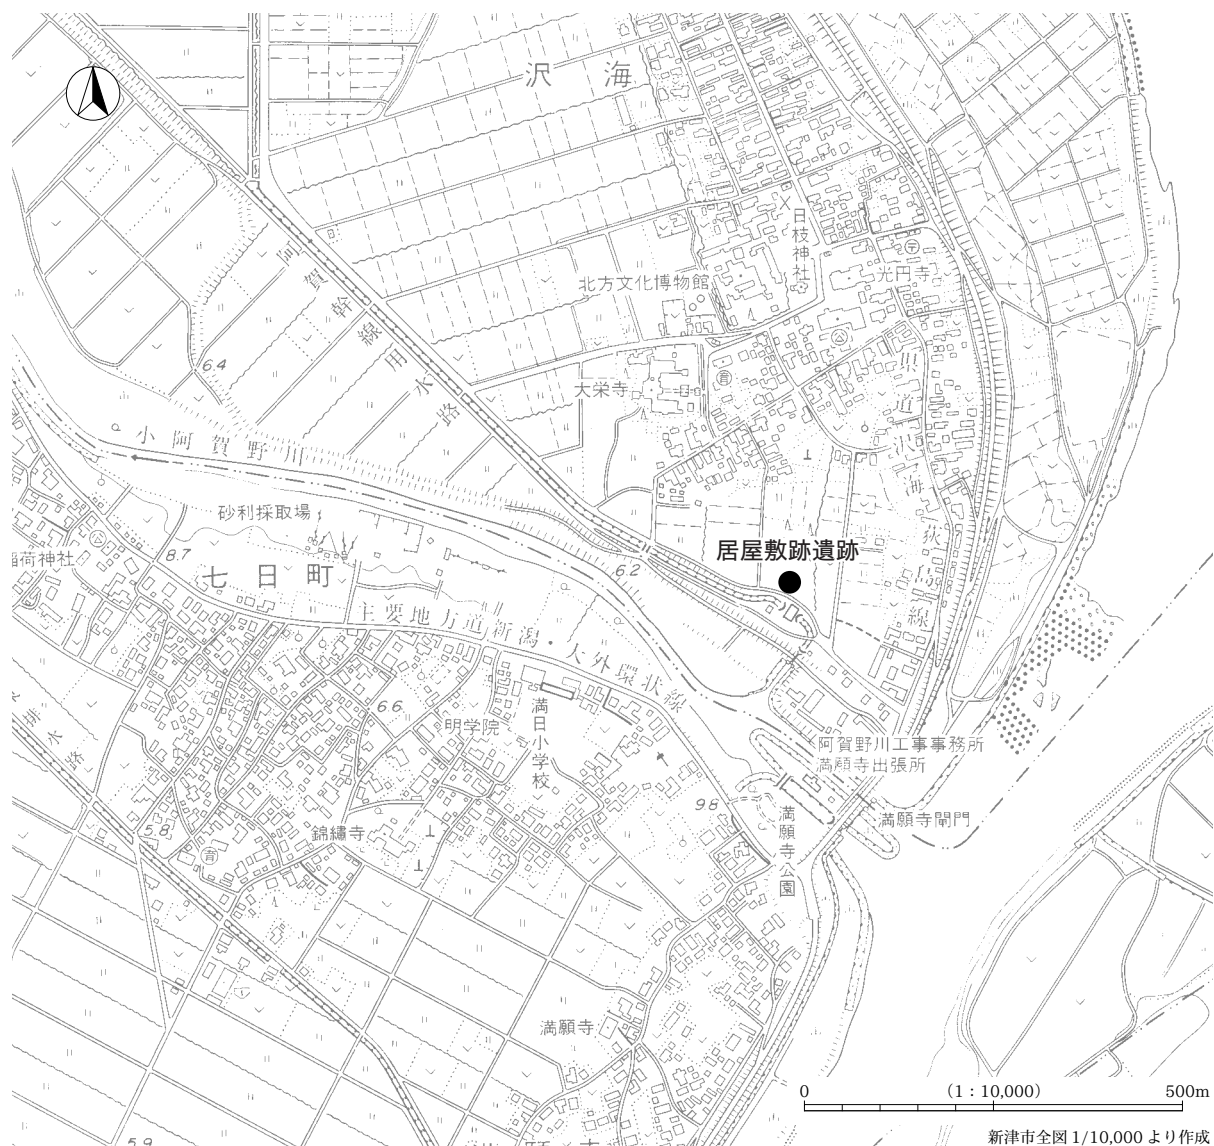 沢海
日枝神社
北方文化博物館
光円寺
阿賀幹線用水路
6.4
大栄寺
県道沢海荻島線
小阿賀野川
砂利採取場
居屋敷跡遺跡
稲荷神社
8.7
七日町
6.2
主要地方道新潟・大外環状線
6.6
明学院
満日小学校
阿賀野川工事事務所
満願寺出張所
9.8
満願寺閘門
満願寺公園
5.8
錦繡寺
満願寺
5.9
0 (1:10,000) 500m
新津市全図 1/10,000 より作成